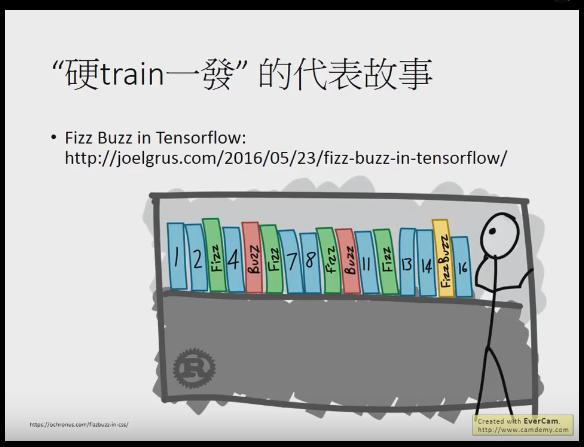 “硬train一發” 的代表故事
• Fizz Buzz in Tensorflow:
http://joelgrus.com/2016/05/23/fizz-buzz-in-tensorflow/
1 2 Fizz 4 Buzz Fizz 7 8 Fizz Buzz 11 Fizz 13 14 FizzBuzz 16
R
https://ochronus.com/fizzbuzz-in-css/
Created with EverCam.
http://www.camdemy.com